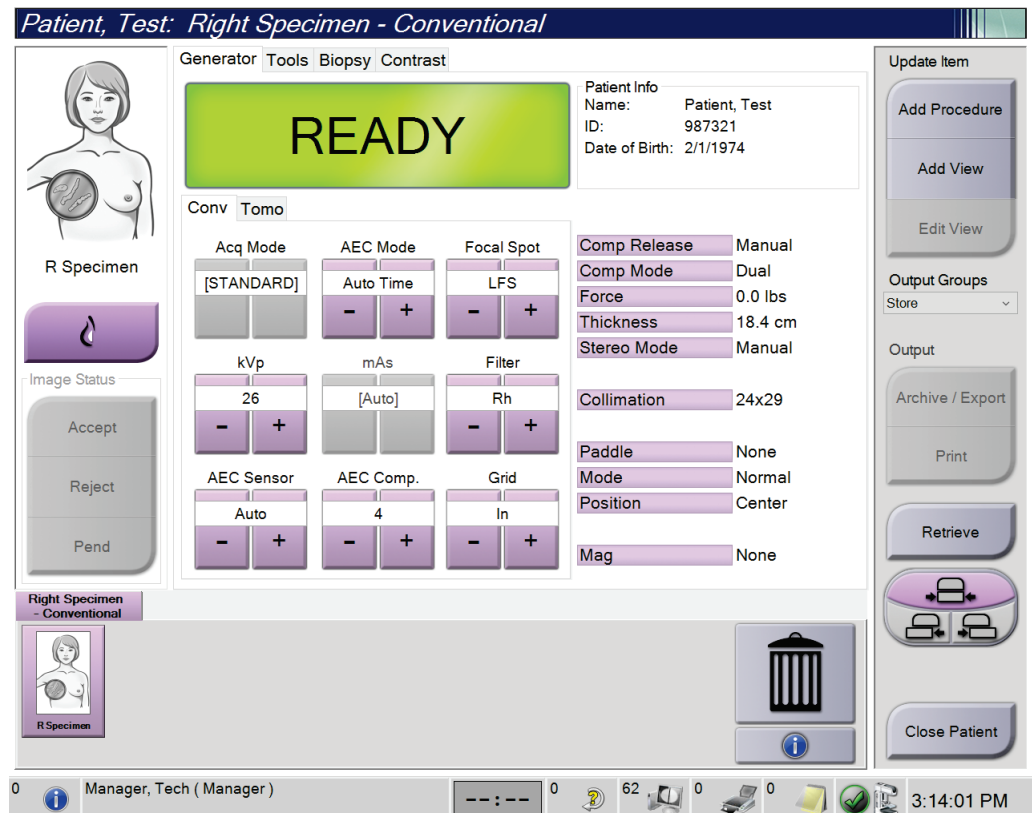 Patient, Test: Right Specimen - Conventional
Generator Tools Biopsy Contrast
READY
Patient Info
Name: Patient, Test
ID: 987321
Date of Birth: 2/1/1974
R Specimen
Image Status
Accept
Reject
Pend
Conv Tomo
Acq Mode AEC Mode Focal Spot
[STANDARD] Auto Time LFS
- + - +
kVp mAs Filter
26 [Auto] Rh
- + - +
AEC Sensor AEC Comp. Grid
Auto 4 In
- + - + - +
Comp Release Manual
Comp Mode Dual
Force 0.0 lbs
Thickness 18.4 cm
Stereo Mode Manual
Collimation 24x29
Paddle None
Mode Normal
Position Center
Mag None
Update Item
Add Procedure
Add View
Edit View
Output Groups
Store
Output
Archive / Export
Print
Retrieve
Close Patient
Right Specimen
- Conventional
R Specimen
0 Manager, Tech ( Manager ) --:-- 0 62 0 0 3:14:01 PM